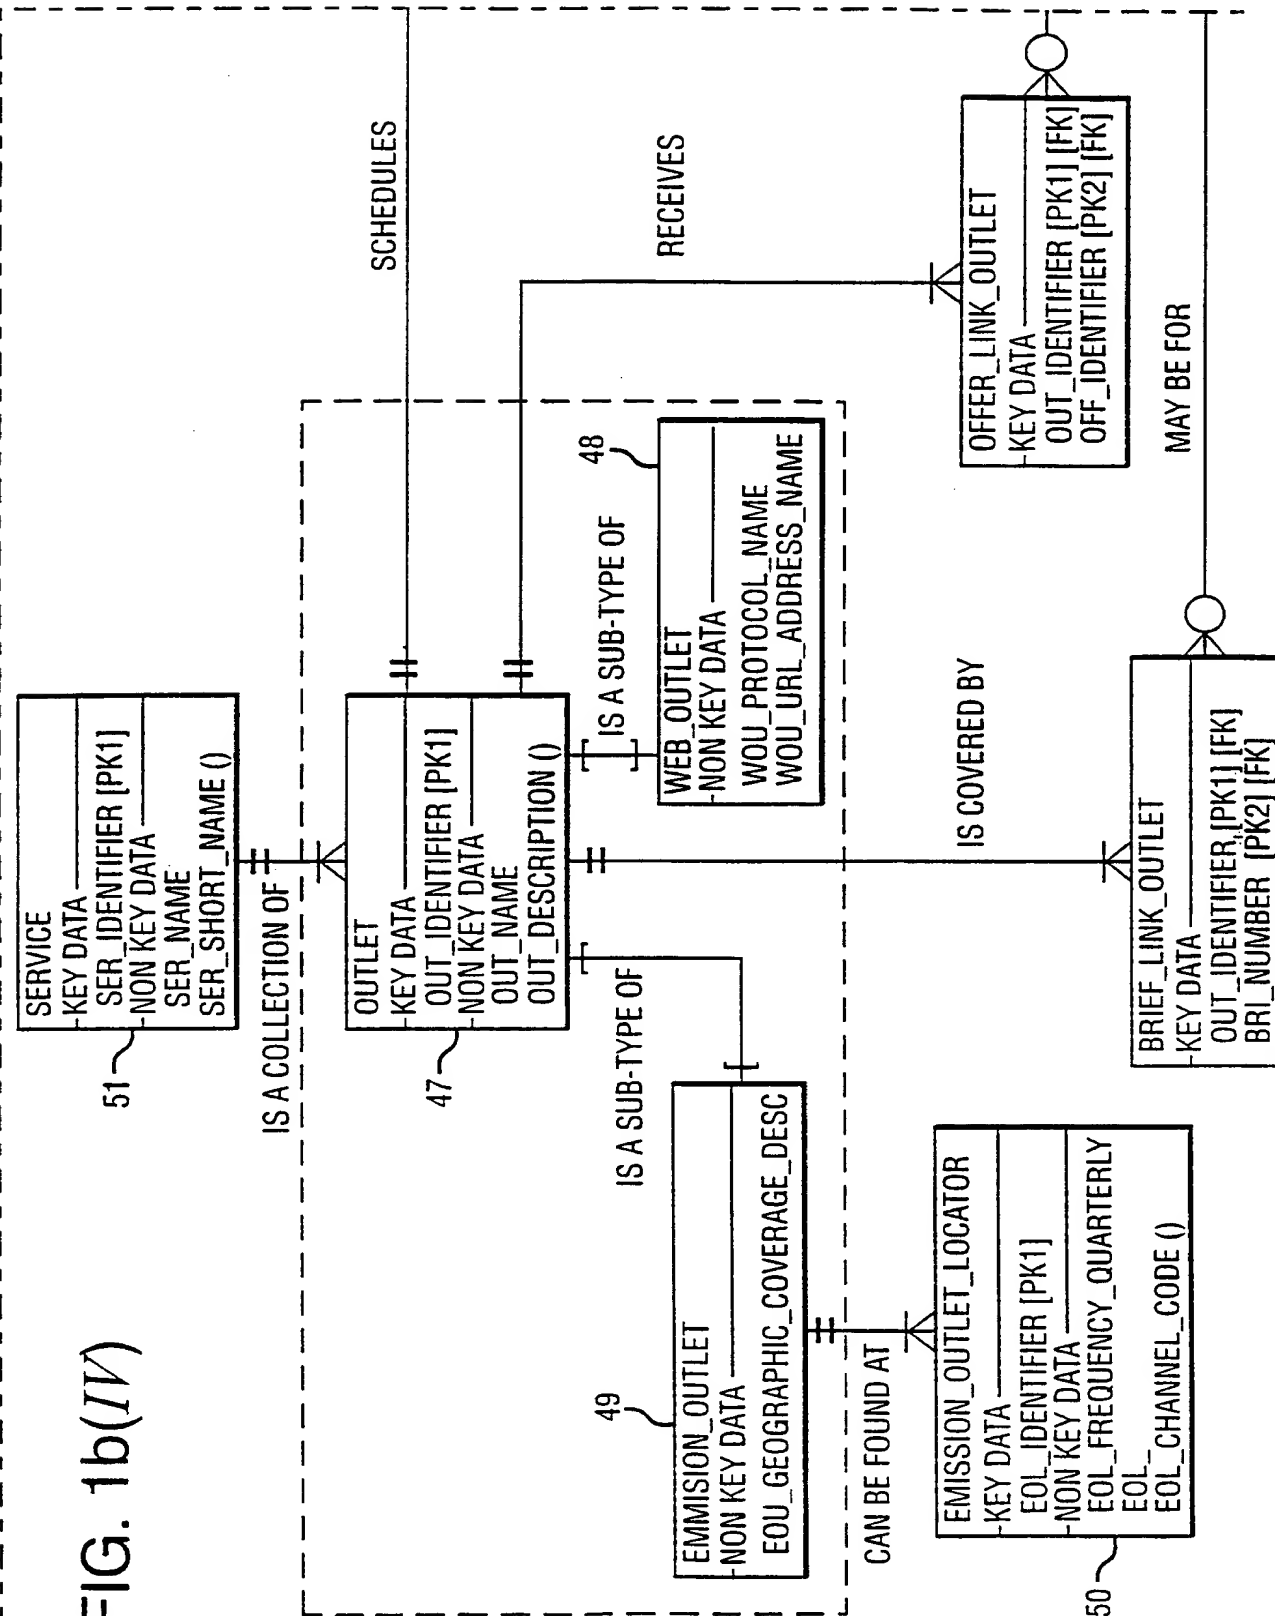 FIG. 1b(IV)
51
SERVICE
KEY DATA
SER_IDENTIFIER [PK1]
NON KEY DATA
SER_NAME
SER_SHORT_NAME ()
IS A COLLECTION OF
SCHEDULES
47
OUTLET
KEY DATA
OUT_IDENTIFIER [PK1]
NON KEY DATA
OUT_NAME
OUT_DESCRIPTION ()
RECEIVES
IS A SUB-TYPE OF
48
WEB_OUTLET
NON KEY DATA
WOU_PROTOCOL_NAME
WOU_URL_ADDRESS_NAME
IS A SUB-TYPE OF
49
EMMISION_OUTLET
NON KEY DATA
EOU_GEOGRAPHIC_COVERAGE_DESC
CAN BE FOUND AT
50
EMISSION_OUTLET_LOCATOR
KEY DATA
EOL_IDENTIFIER [PK1]
NON KEY DATA
EOL_FREQUENCY_QUARTERLY
EOL_
EOL_CHANNEL_CODE ()
IS COVERED BY
OFFER_LINK_OUTLET
KEY DATA
OUT_IDENTIFIER [PK1] [FK]
OFF_IDENTIFIER [PK2] [FK]
MAY BE FOR
BRIEF_LINK_OUTLET
KEY DATA
OUT_IDENTIFIER [PK1] [FK]
BRI_NUMBER [PK2] [FK]